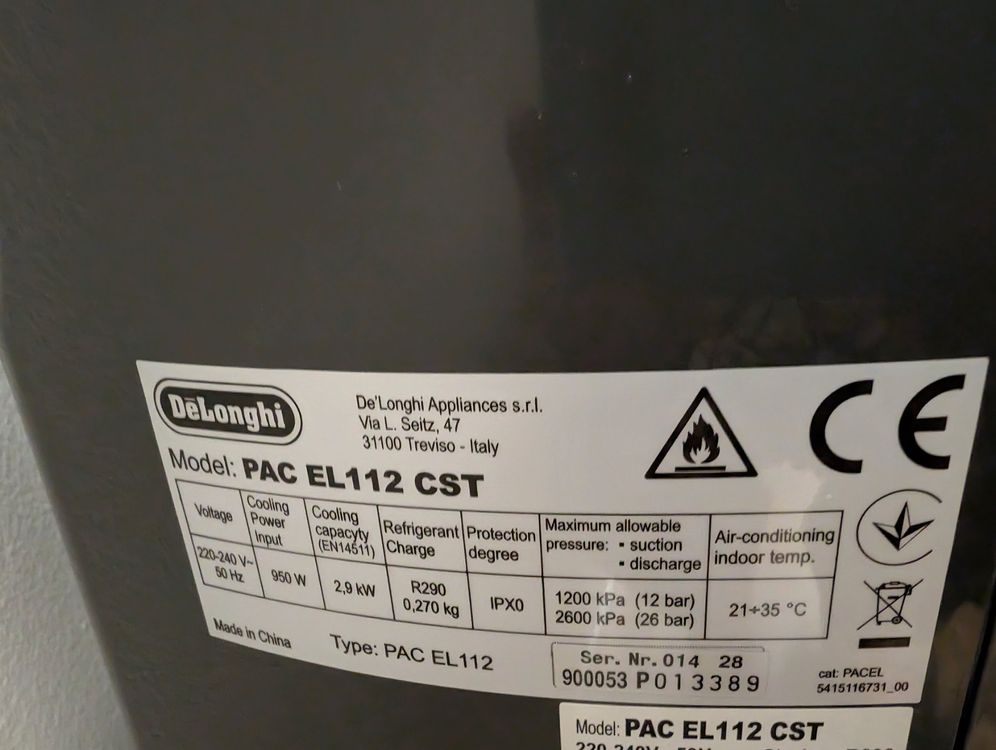 DeLonghi
De'Longhi Appliances s.r.l.
Via L. Seitz, 47
31100 Treviso - Italy
CE
Model: PAC EL112 CST
Voltage
220-240 V~
50 Hz
Cooling
Power
Input
950 W
Cooling
capacyty
(EN14511)
2,9 kW
Refrigerant
Charge
R290
0,270 kg
Protection
degree
IPX0
Maximum allowable
pressure: ▪ suction
▪ discharge
1200 kPa (12 bar)
2600 kPa (26 bar)
Air-conditioning
indoor temp.
21÷35 °C
Made in China
Type: PAC EL112
Ser. Nr. 014 28
900053 P013389
cat: PACEL
5415116731_00
Model: PAC EL112 CST